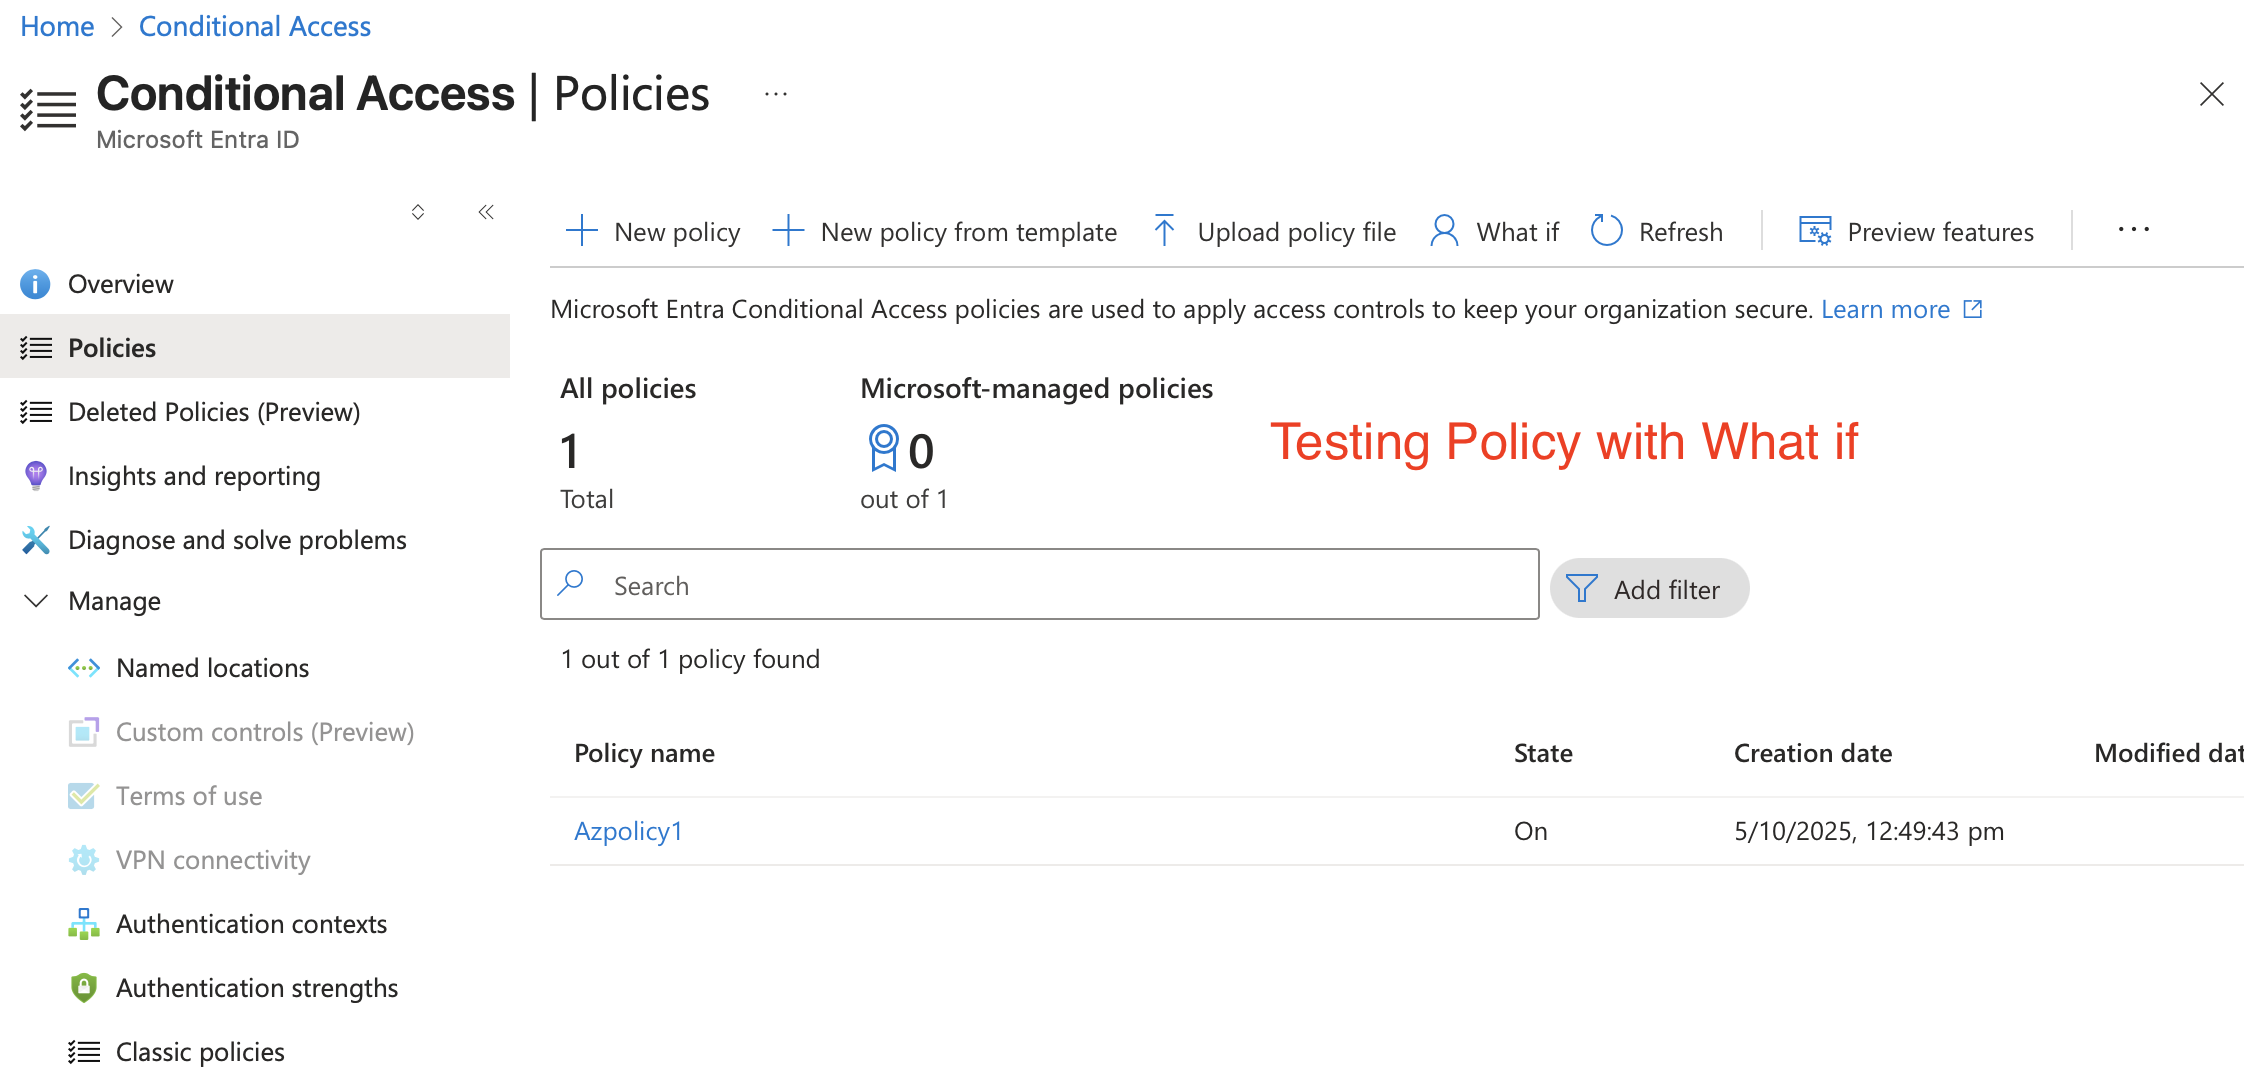 Home > Conditional Access
Conditional Access | Policies ...
Microsoft Entra ID
Overview
Policies
Deleted Policies (Preview)
Insights and reporting
Diagnose and solve problems
Manage
Named locations
Custom controls (Preview)
Terms of use
VPN connectivity
Authentication contexts
Authentication strengths
Classic policies
New policy New policy from template Upload policy file What if Refresh Preview features ...
Microsoft Entra Conditional Access policies are used to apply access controls to keep your organization secure. Learn more
All policies Microsoft-managed policies
Testing Policy with What if
1 0
Total out of 1
Search Add filter
1 out of 1 policy found
Policy name State Creation date Modified dat
Azpolicy1 On 5/10/2025, 12:49:43 pm